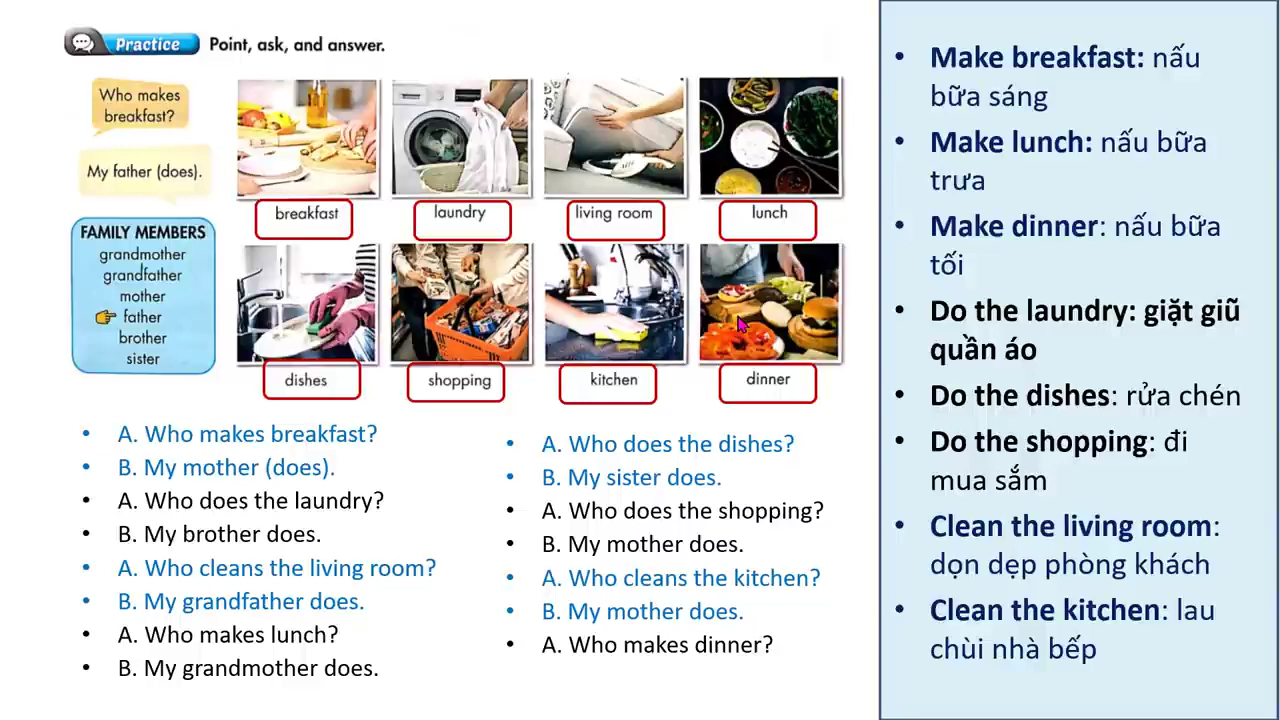 Practice Point, ask, and answer.
Who makes
breakfast?
My father (does).
FAMILY MEMBERS
grandmother
grandfather
mother
father
brother
sister
breakfast
laundry
living room
lunch
dishes
shopping
kitchen
dinner
• A. Who makes breakfast?
• B. My mother (does).
• A. Who does the laundry?
• B. My brother does.
• A. Who cleans the living room?
• B. My grandfather does.
• A. Who makes lunch?
• B. My grandmother does.
• A. Who does the dishes?
• B. My sister does.
• A. Who does the shopping?
• B. My mother does.
• A. Who cleans the kitchen?
• B. My mother does.
• A. Who makes dinner?
• Make breakfast: nấu
bữa sáng
• Make lunch: nấu bữa
trưa
• Make dinner: nấu bữa
tối
• Do the laundry: giặt giũ
quần áo
• Do the dishes: rửa chén
• Do the shopping: đi
mua sắm
• Clean the living room:
dọn dẹp phòng khách
• Clean the kitchen: lau
chùi nhà bếp